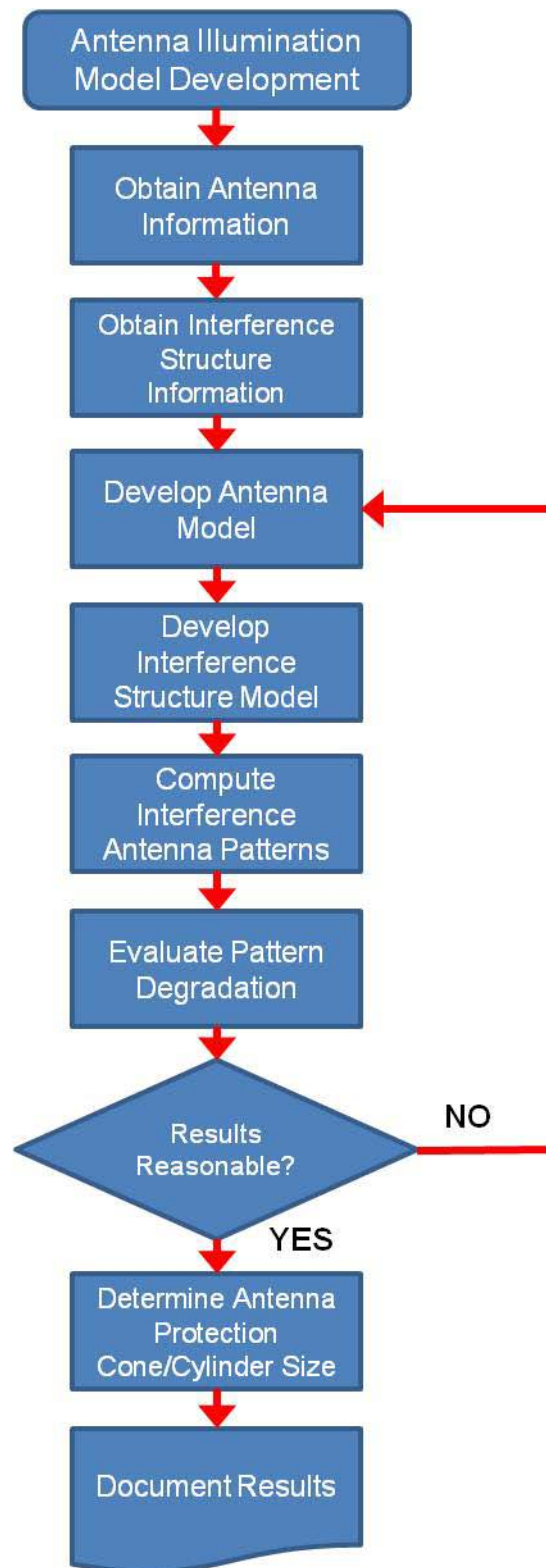 Antenna Illumination
Model Development
Obtain Antenna
Information
Obtain Interference
Structure
Information
Develop Antenna
Model
Develop
Interference
Structure Model
Compute
Interference
Antenna Patterns
Evaluate Pattern
Degradation
Results
Reasonable?
NO
YES
Determine Antenna
Protection
Cone/Cylinder Size
Document Results